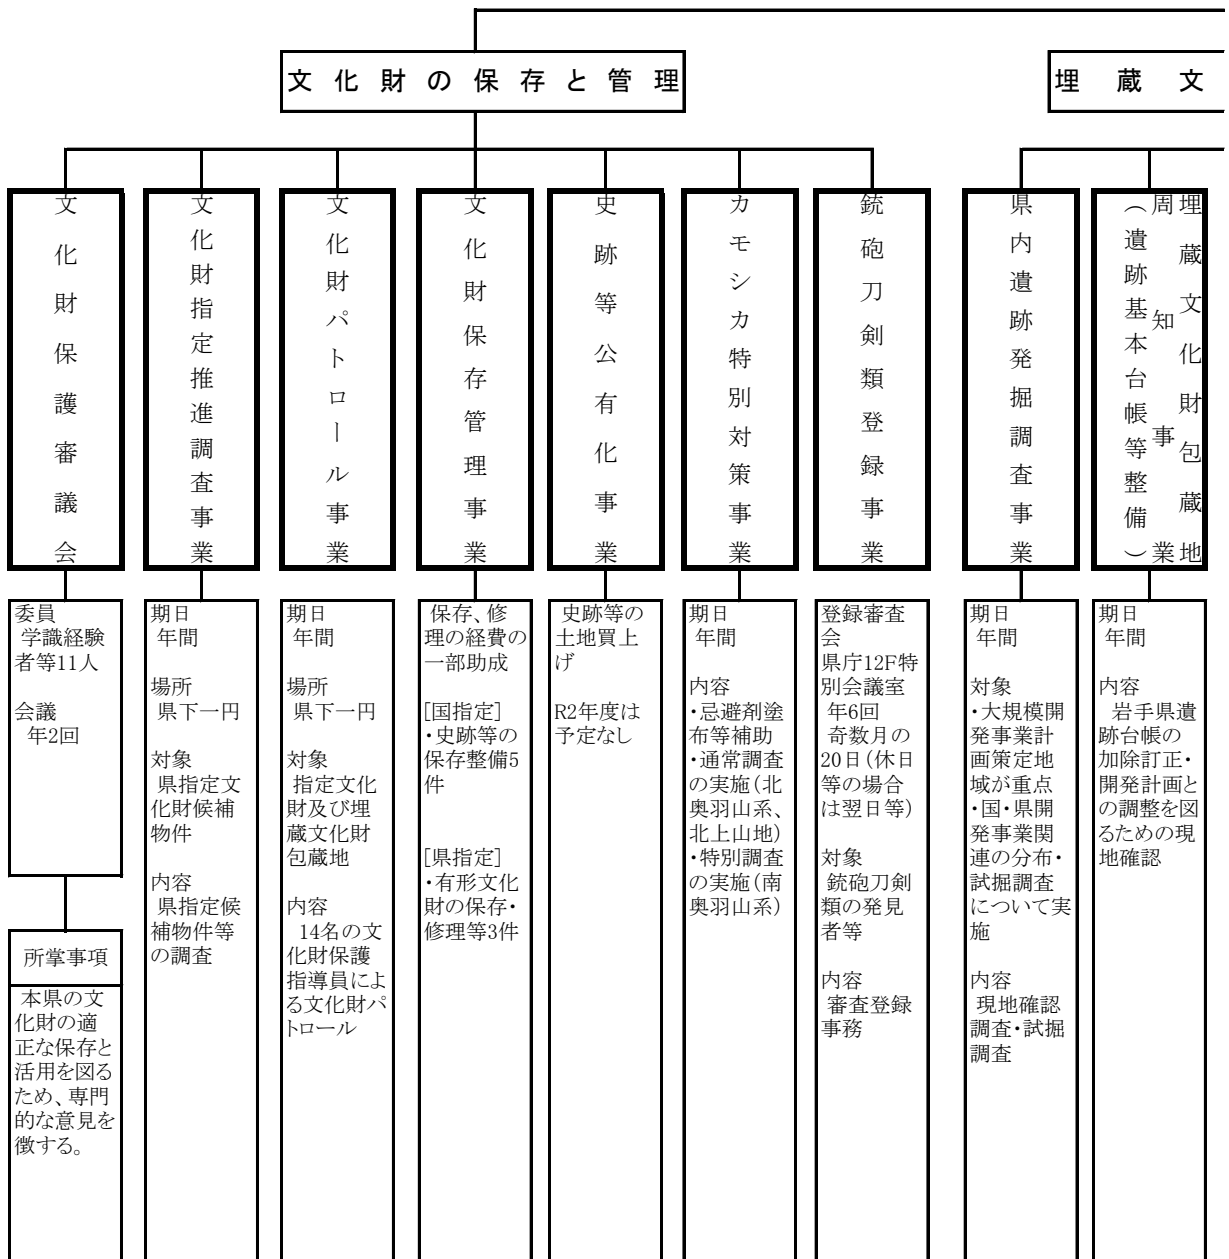 文化財の保存と管理
埋蔵文
文化財保護審議会
委員
学識経験
者等11人
会議
年2回
所掌事項
本県の文
化財の適
正な保存と
活用を図る
ため、専門
的な意見を
徴する。
文化財指定推進調査事業
期日
年間
場所
県下一円
対象
県指定文
化財候補
物件
内容
県指定候
補物件等
の調査
文化財パトロール事業
期日
年間
場所
県下一円
対象
指定文化
財及び埋
蔵文化財
包蔵地
内容
14名の文
化財保護
指導員によ
る文化財パ
トロール
文化財保存管理事業
保存、修
理の経費の
一部助成
[国指定]
・史跡等の
保存整備5
件
[県指定]
・有形文化
財の保存・
修理等3件
史跡等公有化事業
史跡等の
土地買上
げ
R2年度は
予定なし
カモシカ特別対策事業
期日
年間
内容
・忌避剤塗
布等補助
・通常調査
の実施(北
奥羽山系、
北上山地)
・特別調査
の実施(南
奥羽山系)
銃砲刀剣類登録事業
登録審査
会
県庁12F特
別会議室
年6回
奇数月の
20日(休日
等の場合
は翌日等)
対象
銃砲刀剣
類の発見
者等
内容
審査登録
事務
県内遺跡発掘調査事業
期日
年間
対象
・大規模開
発事業計
画策定地
域が重点
・国・県開
発事業関
連の分布・
試掘調査
について実
施
内容
現地確認
調査・試掘
調査
埋蔵文化財包蔵地
周知事業
(遺跡基本台帳等整備)
期日
年間
内容
岩手県遺
跡台帳の
加除訂正・
開発計画と
の調整を図
るための現
地確認